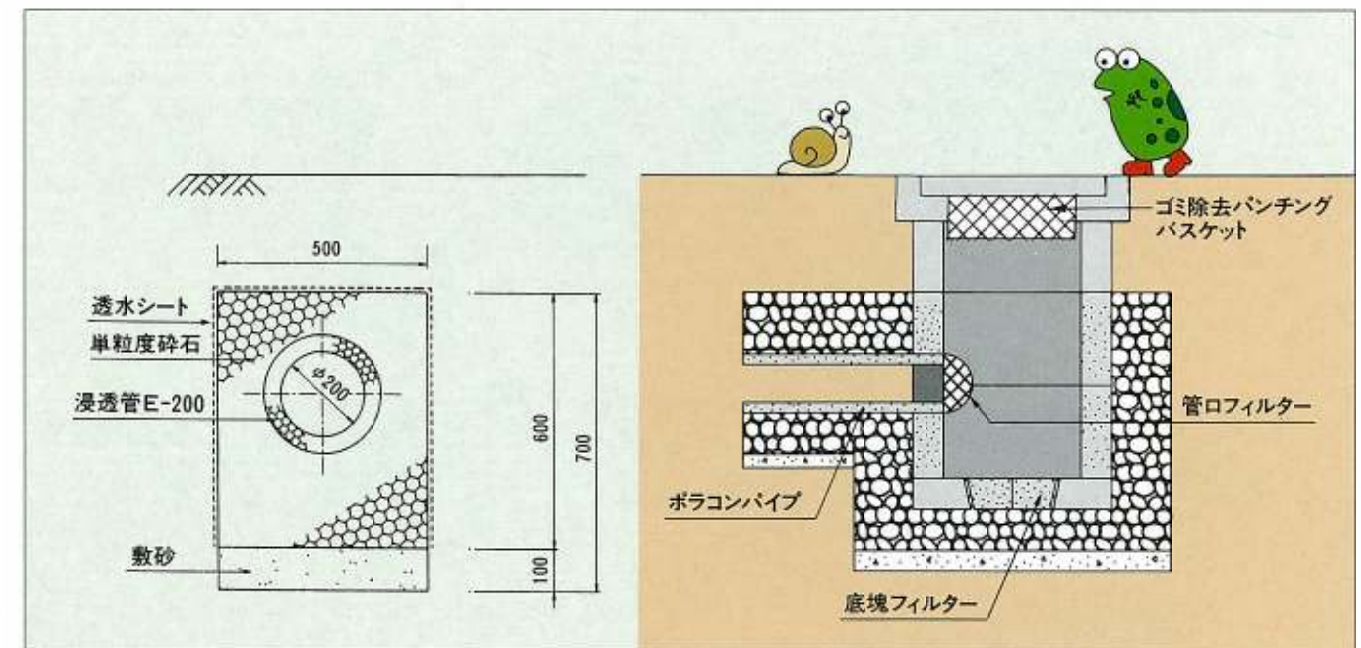 500
透水シート
単粒度砕石
浸透管E-200
φ200
600
700
敷砂
100
ゴミ除去パンチング
バスケット
管口フィルター
ポラコンパイプ
底塊フィルター